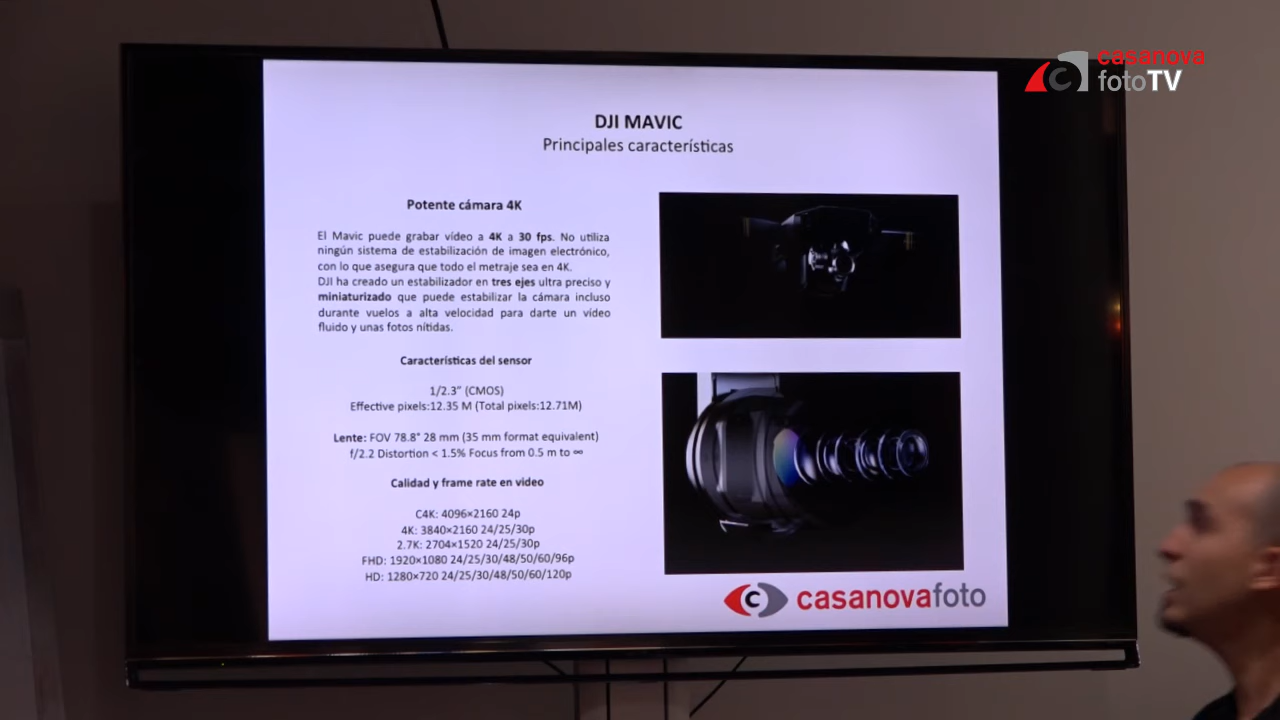 casanova
fotoTV
DJI MAVIC
Principales características
Potente cámara 4K
El Mavic puede grabar vídeo a 4K a 30 fps. No utiliza
ningún sistema de estabilización de imagen electrónico,
con lo que asegura que todo el metraje sea en 4K.
DJI ha creado un estabilizador en tres ejes ultra preciso y
miniaturizado que puede estabilizar la cámara incluso
durante vuelos a alta velocidad para darte un vídeo
fluido y unas fotos nítidas.
Características del sensor
1/2.3" (CMOS)
Effective pixels:12.35 M (Total pixels:12.71M)
Lente: FOV 78.8° 28 mm (35 mm format equivalent)
f/2.2 Distortion < 1.5% Focus from 0.5 m to ∞
Calidad y frame rate en video
C4K: 4096×2160 24p
4K: 3840×2160 24/25/30p
2.7K: 2704×1520 24/25/30p
FHD: 1920×1080 24/25/30/48/50/60/96p
HD: 1280×720 24/25/30/48/50/60/120p
casanovafoto